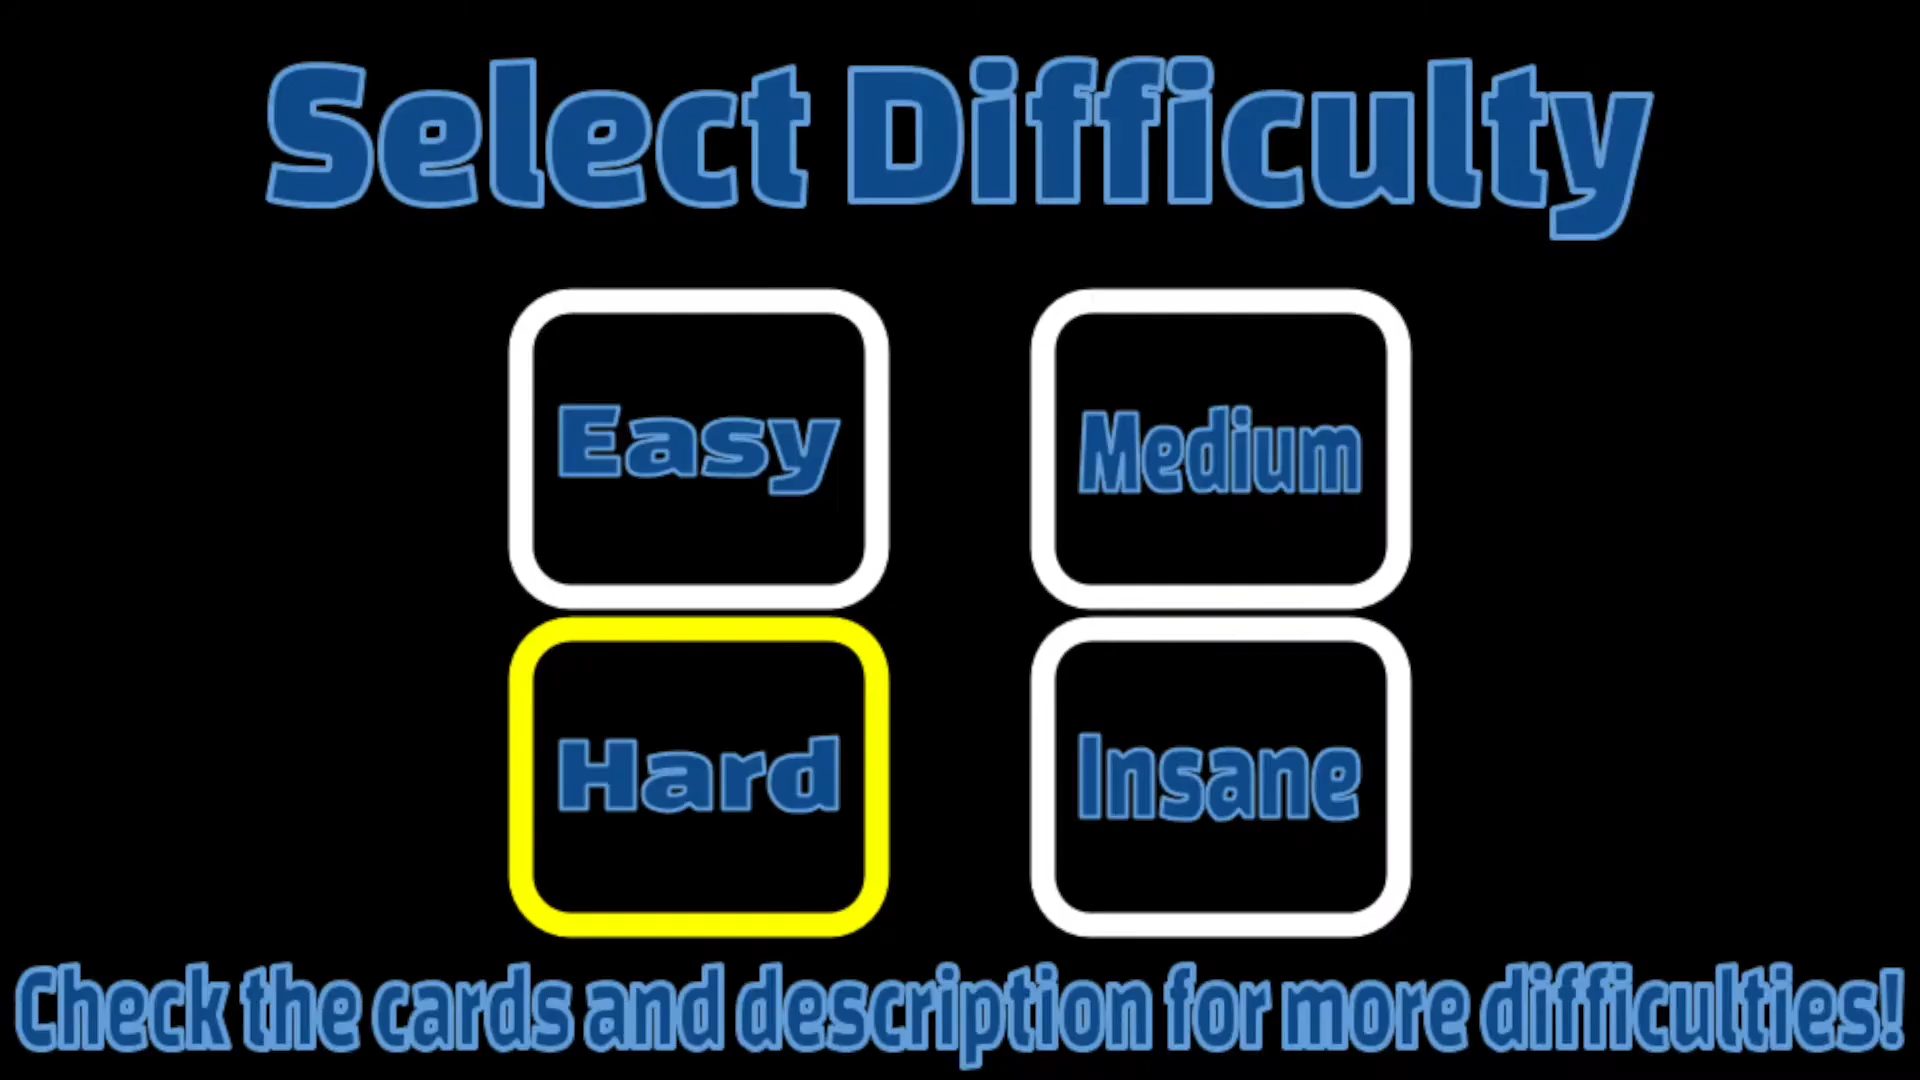 Select Difficulty
Easy
Medium
Hard
Insane
Check the cards and description for more difficulties!